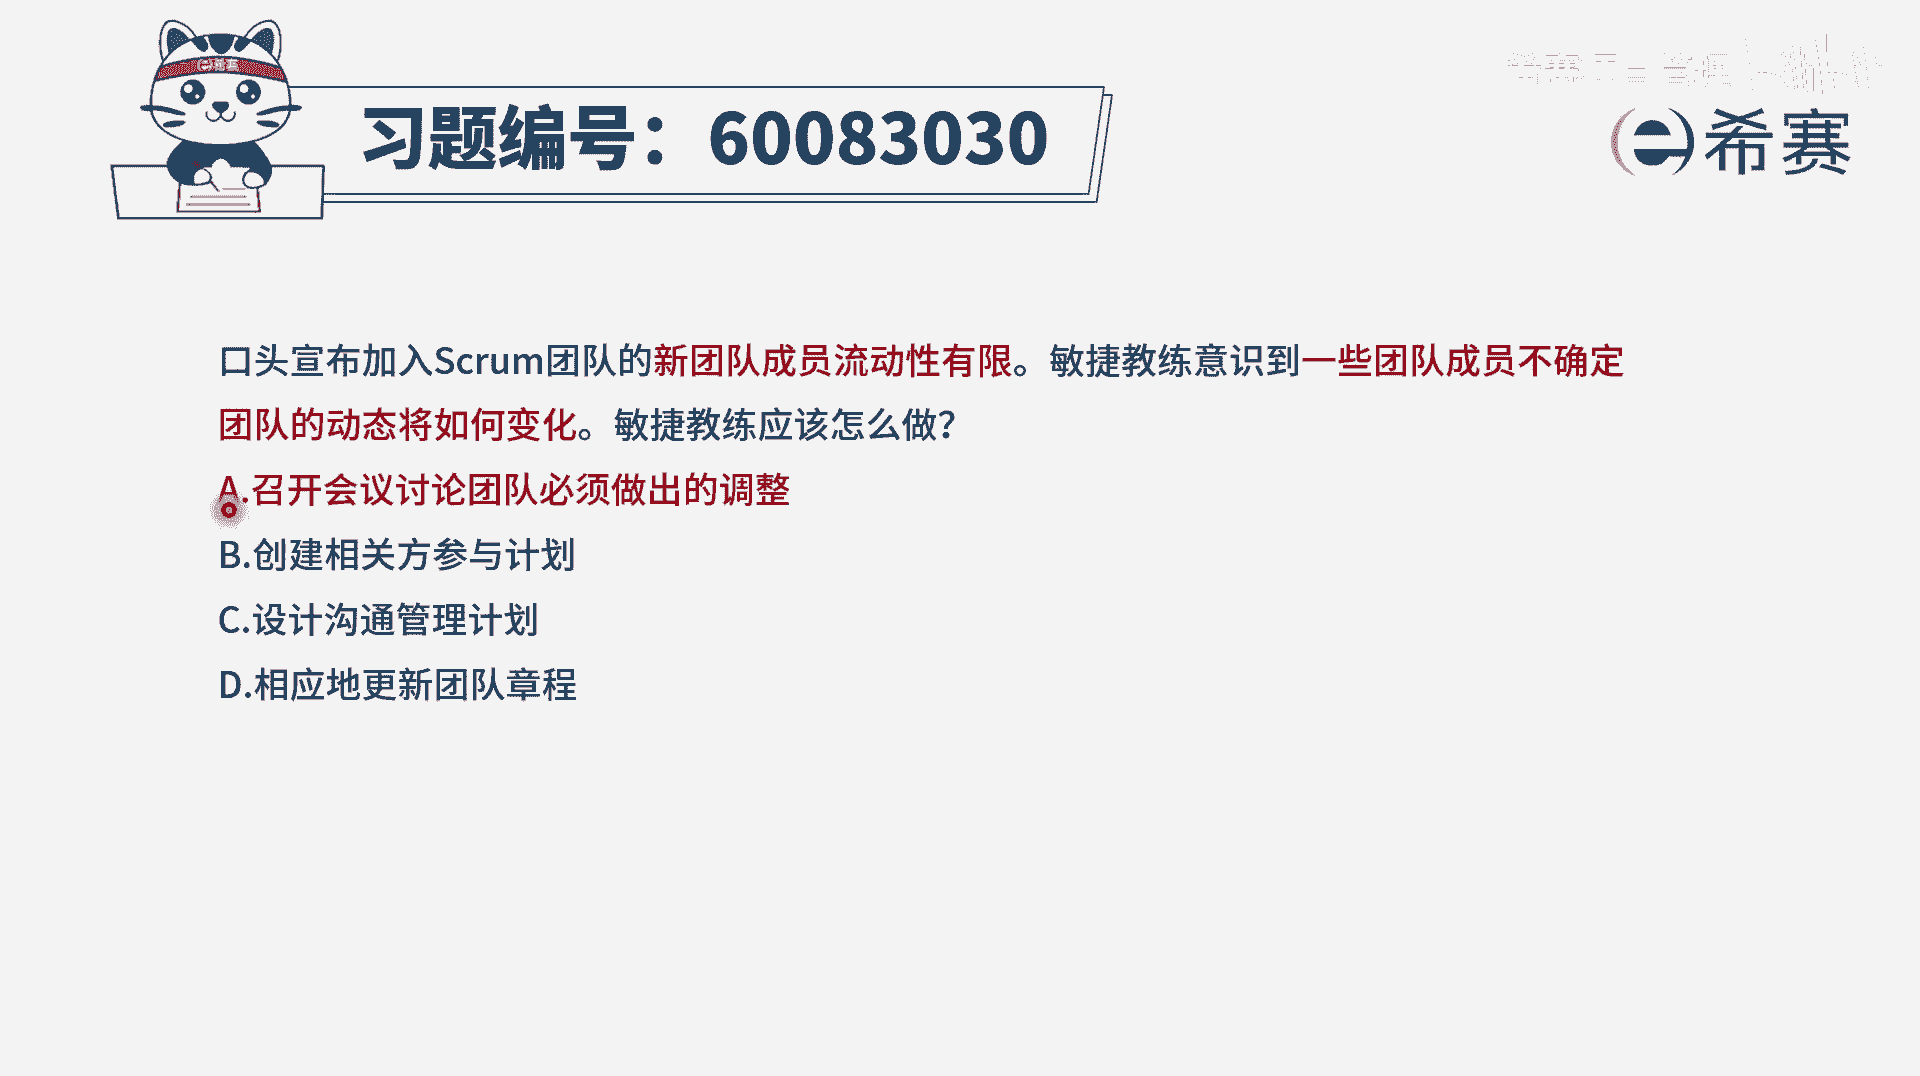 习题编号：60083030
希赛
口头宣布加入Scrum团队的新团队成员流动性有限。敏捷教练意识到一些团队成员不确定
团队的动态将如何变化。敏捷教练应该怎么做？
A.召开会议讨论团队必须做出的调整
B.创建相关方参与计划
C.设计沟通管理计划
D.相应地更新团队章程